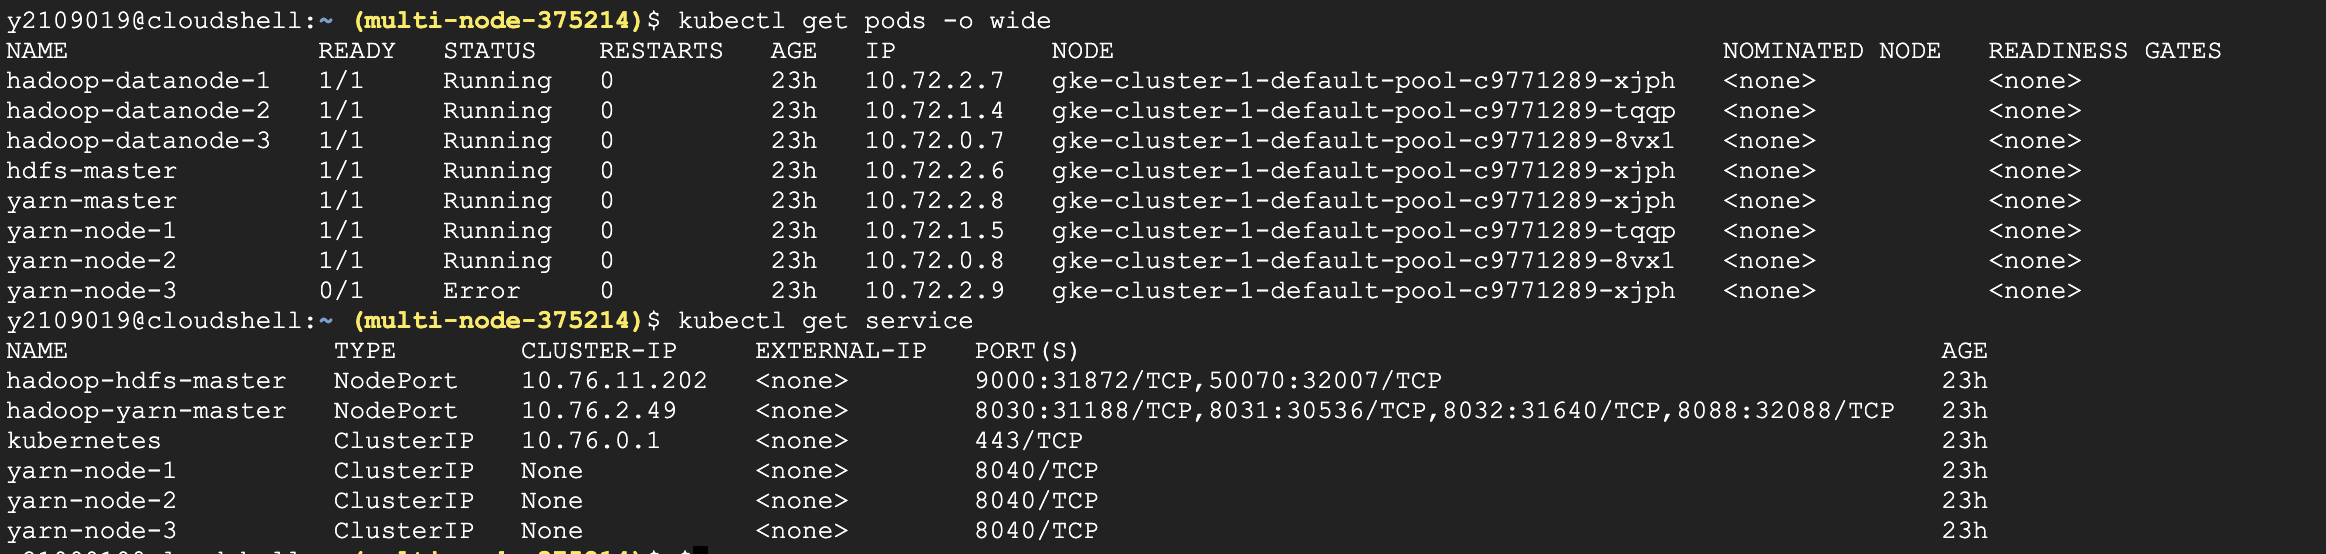 y2109019@cloudshell:~ (multi-node-375214)$ kubectl get pods -o wide
NAME READY STATUS RESTARTS AGE IP NODE NOMINATED NODE READINESS GATES
hadoop-datanode-1 1/1 Running 0 23h 10.72.2.7 gke-cluster-1-default-pool-c9771289-xjph <none> <none>
hadoop-datanode-2 1/1 Running 0 23h 10.72.1.4 gke-cluster-1-default-pool-c9771289-tqqp <none> <none>
hadoop-datanode-3 1/1 Running 0 23h 10.72.0.7 gke-cluster-1-default-pool-c9771289-8vx1 <none> <none>
hdfs-master 1/1 Running 0 23h 10.72.2.6 gke-cluster-1-default-pool-c9771289-xjph <none> <none>
yarn-master 1/1 Running 0 23h 10.72.2.8 gke-cluster-1-default-pool-c9771289-xjph <none> <none>
yarn-node-1 1/1 Running 0 23h 10.72.1.5 gke-cluster-1-default-pool-c9771289-tqqp <none> <none>
yarn-node-2 1/1 Running 0 23h 10.72.0.8 gke-cluster-1-default-pool-c9771289-8vx1 <none> <none>
yarn-node-3 0/1 Error 0 23h 10.72.2.9 gke-cluster-1-default-pool-c9771289-xjph <none> <none>
y2109019@cloudshell:~ (multi-node-375214)$ kubectl get service
NAME TYPE CLUSTER-IP EXTERNAL-IP PORT(S) AGE
hadoop-hdfs-master NodePort 10.76.11.202 <none> 9000:31872/TCP,50070:32007/TCP 23h
hadoop-yarn-master NodePort 10.76.2.49 <none> 8030:31188/TCP,8031:30536/TCP,8032:31640/TCP,8088:32088/TCP 23h
kubernetes ClusterIP 10.76.0.1 <none> 443/TCP 23h
yarn-node-1 ClusterIP None <none> 8040/TCP 23h
yarn-node-2 ClusterIP None <none> 8040/TCP 23h
yarn-node-3 ClusterIP None <none> 8040/TCP 23h